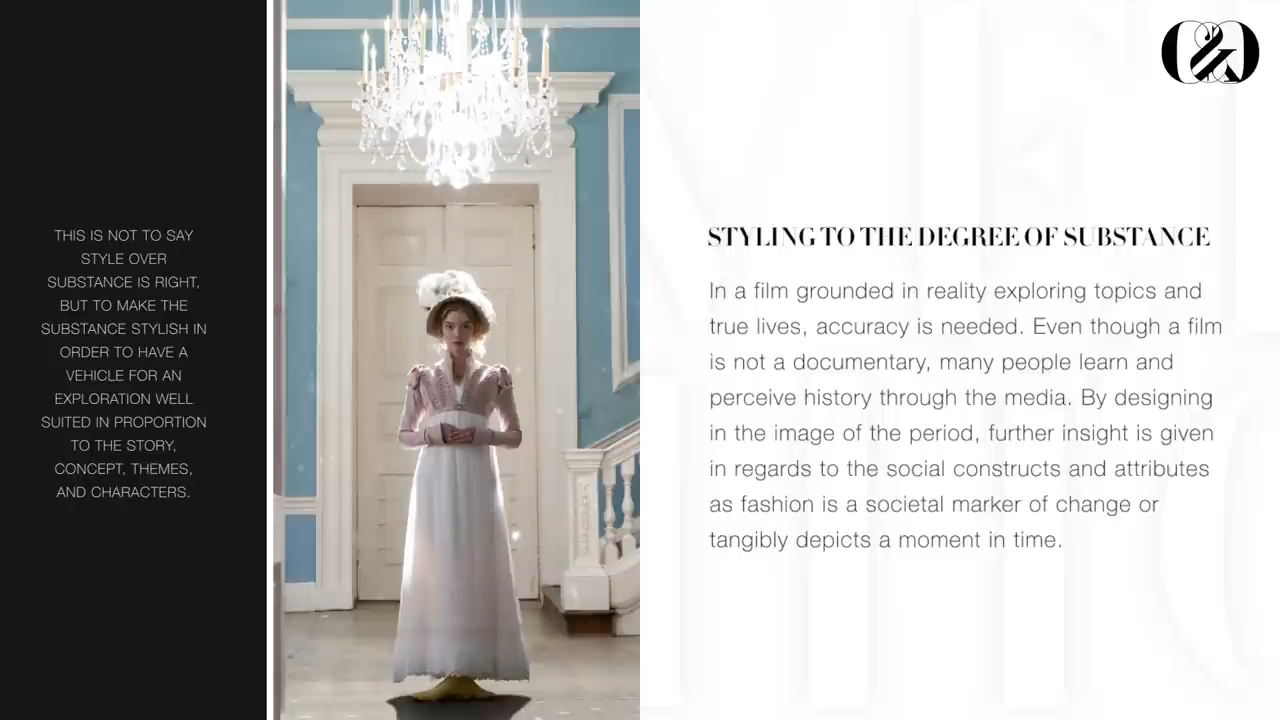 THIS IS NOT TO SAY
STYLE OVER
SUBSTANCE IS RIGHT,
BUT TO MAKE THE
SUBSTANCE STYLISH IN
ORDER TO HAVE A
VEHICLE FOR AN
EXPLORATION WELL
SUITED IN PROPORTION
TO THE STORY,
CONCEPT, THEMES,
AND CHARACTERS.
STYLING TO THE DEGREE OF SUBSTANCE
In a film grounded in reality exploring topics and
true lives, accuracy is needed. Even though a film
is not a documentary, many people learn and
perceive history through the media. By designing
in the image of the period, further insight is given
in regards to the social constructs and attributes
as fashion is a societal marker of change or
tangibly depicts a moment in time.